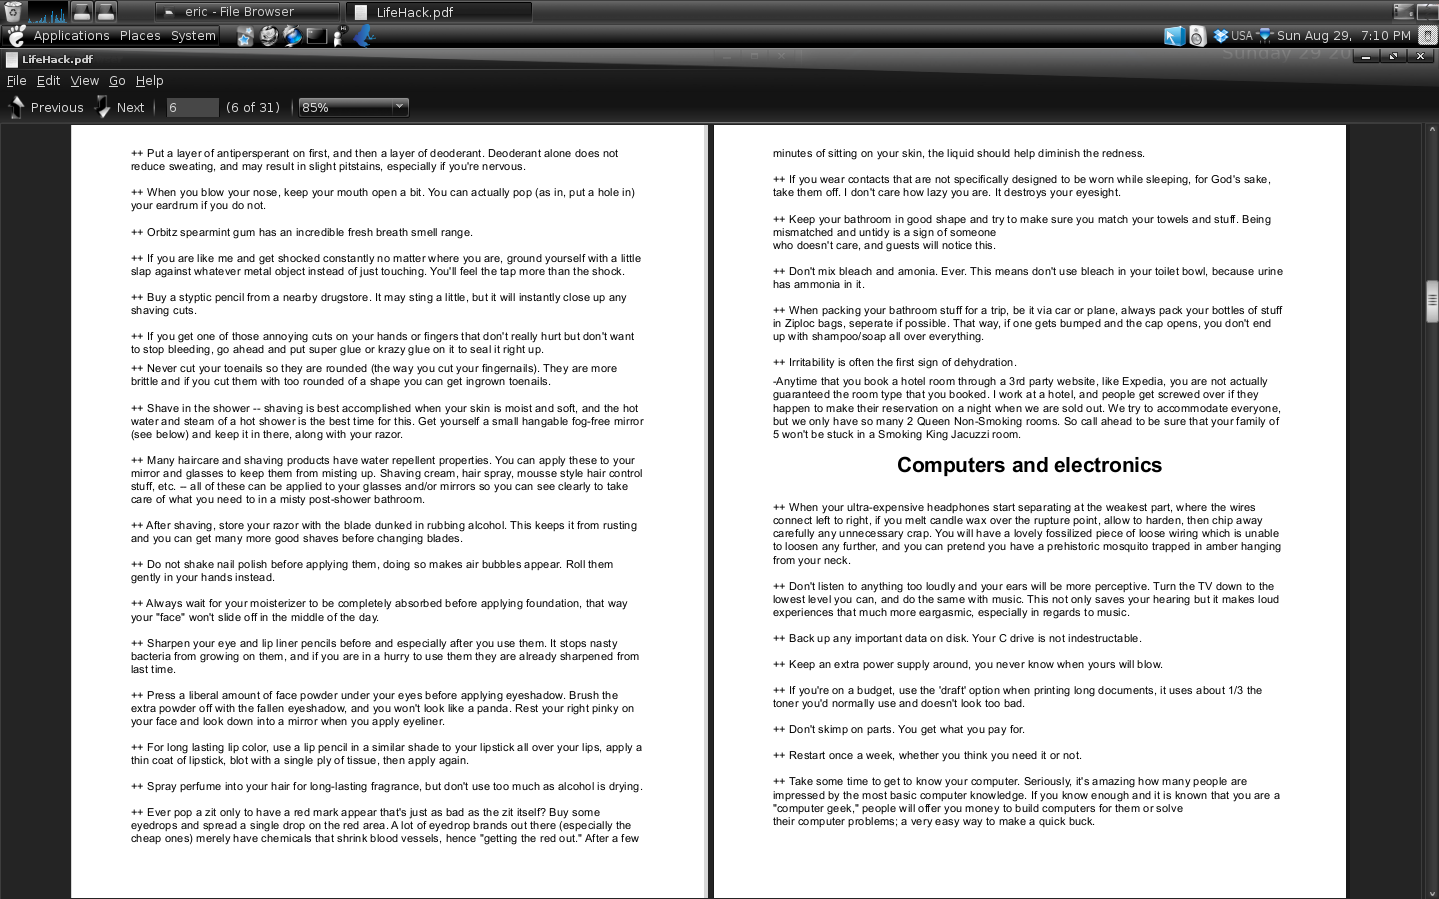 eric - File Browser
LifeHack.pdf
Applications Places System
USA
Sun Aug 29, 7:10 PM
LifeHack.pdf
Sunday 29 20
File Edit View Go Help
Previous Next 6 (6 of 31) 85%
++ Put a layer of antipersperant on first, and then a layer of deodorant. Deodorant alone does not
reduce sweating, and may result in slight pitstains, especially if you're nervous.
++ When you blow your nose, keep your mouth open a bit. You can actually pop (as in, put a hole in)
your eardrum if you do not.
++ Orbitz spearmint gum has an incredible fresh breath smell range.
++ If you are like me and get shocked constantly no matter where you are, ground yourself with a little
slap against whatever metal object instead of just touching. You'll feel the tap more than the shock.
++ Buy a styptic pencil from a nearby drugstore. It may sting a little, but it will instantly close up any
shaving cuts.
++ If you get one of those annoying cuts on your hands or fingers that don't really hurt but don't want
to stop bleeding, go ahead and put super glue or krazy glue on it to seal it right up.
++ Never cut your toenails so they are rounded (the way you cut your fingernails). They are more
brittle and if you cut them with too rounded of a shape you can get ingrown toenails.
++ Shave in the shower -- shaving is best accomplished when your skin is moist and soft, and the hot
water and steam of a hot shower is the best time for this. Get yourself a small hangable fog-free mirror
(see below) and keep it in there, along with your razor.
++ Many haircare and shaving products have water repellent properties. You can apply these to your
mirror and glasses to keep them from misting up. Shaving cream, hair spray, mousse style hair control
stuff, etc. -- all of these can be applied to your glasses and/or mirrors so you can see clearly to take
care of what you need to in a misty post-shower bathroom.
++ After shaving, store your razor with the blade dunked in rubbing alcohol. This keeps it from rusting
and you can get many more good shaves before changing blades.
++ Do not shake nail polish before applying them, doing so makes air bubbles appear. Roll them
gently in your hands instead.
++ Always wait for your moisterizer to be completely absorbed before applying foundation, that way
your "face" won't slide off in the middle of the day.
++ Sharpen your eye and lip liner pencils before and especially after you use them. It stops nasty
bacteria from growing on them, and if you are in a hurry to use them they are already sharpened from
last time.
++ Press a liberal amount of face powder under your eyes before applying eyeshadow. Brush the
extra powder off with the fallen eyeshadow, and you won't look like a panda. Rest your right pinky on
your face and look down into a mirror when you apply eyeliner.
++ For long lasting lip color, use a lip pencil in a similar shade to your lipstick all over your lips, apply a
thin coat of lipstick, blot with a single ply of tissue, then apply again.
++ Spray perfume into your hair for long-lasting fragrance, but don't use too much as alcohol is drying.
++ Ever pop a zit only to have a red mark appear that's just as bad as the zit itself? Buy some
eyedrops and spread a single drop on the red area. A lot of eyedrop brands out there (especially the
cheap ones) merely have chemicals that shrink blood vessels, hence "getting the red out." After a few
minutes of sitting on your skin, the liquid should help diminish the redness.
++ If you wear contacts that are not specifically designed to be worn while sleeping, for God's sake,
take them off. I don't care how lazy you are. It destroys your eyesight.
++ Keep your bathroom in good shape and try to make sure you match your towels and stuff. Being
mismatched and untidy is a sign of someone
who doesn't care, and guests will notice this.
++ Don't mix bleach and amonia. Ever. This means don't use bleach in your toilet bowl, because urine
has ammonia in it.
++ When packing your bathroom stuff for a trip, be it via car or plane, always pack your bottles of stuff
in Ziploc bags, seperate if possible. That way, if one gets bumped and the cap opens, you don't end
up with shampoo/soap all over everything.
++ Irritability is often the first sign of dehydration.
-Anytime that you book a hotel room through a 3rd party website, like Expedia, you are not actually
guaranteed the room type that you booked. I work at a hotel, and people get screwed over if they
happen to make their reservation on a night when we are sold out. We try to accommodate everyone,
but we only have so many 2 Queen Non-Smoking rooms. So call ahead to be sure that your family of
5 won't be stuck in a Smoking King Jacuzzi room.
Computers and electronics
++ When your ultra-expensive headphones start separating at the weakest part, where the wires
connect left to right, if you melt candle wax over the rupture point, allow to harden, then chip away
carefully any unnecessary crap. You will have a lovely fossilized piece of loose wiring which is unable
to loosen any further, and you can pretend you have a prehistoric mosquito trapped in amber hanging
from your neck.
++ Don't listen to anything too loudly and your ears will be more perceptive. Turn the TV down to the
lowest level you can, and do the same with music. This not only saves your hearing but it makes loud
experiences that much more eargasmic, especially in regards to music.
++ Back up any important data on disk. Your C drive is not indestructable.
++ Keep an extra power supply around, you never know when yours will blow.
++ If you're on a budget, use the 'draft' option when printing long documents, it uses about 1/3 the
toner you'd normally use and doesn't look too bad.
++ Don't skimp on parts. You get what you pay for.
++ Restart once a week, whether you think you need it or not.
++ Take some time to get to know your computer. Seriously, it's amazing how many people are
impressed by the most basic computer knowledge. If you know enough and it is known that you are a
"computer geek," people will offer you money to build computers for them or solve
their computer problems; a very easy way to make a quick buck.